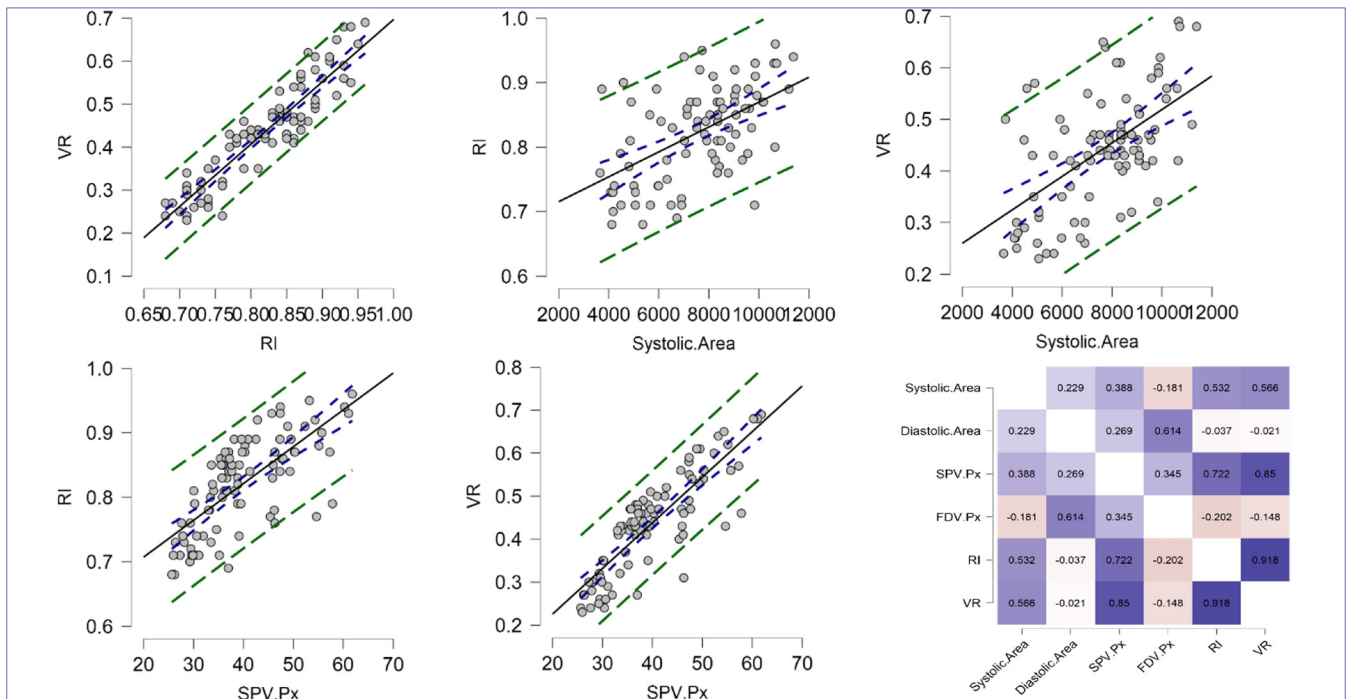 0.7
0.6
0.5
0.4
0.3
0.2
0.1
VR
0.65 0.70 0.75 0.80 0.85 0.90 0.95 1.00
RI
1.0
0.9
0.8
0.7
0.6
RI
2000 4000 6000 8000 10000 12000
Systolic.Area
0.7
0.6
0.5
0.4
0.3
0.2
VR
2000 4000 6000 8000 10000 12000
Systolic.Area
1.0
0.9
0.8
0.7
0.6
RI
20 30 40 50 60 70
SPV.Px
0.8
0.7
0.6
0.5
0.4
0.3
0.2
VR
20 30 40 50 60 70
SPV.Px
Systolic.Area 0.229 0.388 -0.181 0.532 0.566
Diastolic.Area 0.229 0.269 0.614 -0.037 -0.021
SPV.Px 0.388 0.269 0.345 0.722 0.85
FDV.Px -0.181 0.614 0.345 -0.202 -0.148
RI 0.532 -0.037 0.722 -0.202 0.918
VR 0.566 -0.021 0.85 -0.148 0.918
Systolic.Area Diastolic.Area SPV.Px FDV.Px RI VR